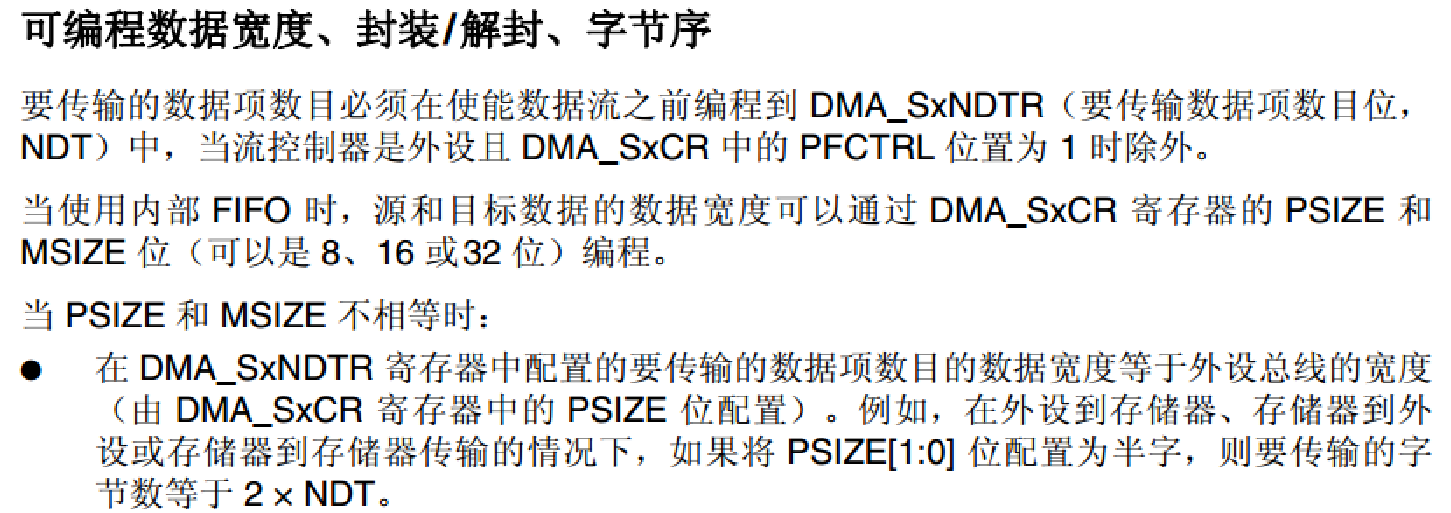 可编程数据宽度、封装/解封、字节序
要传输的数据项数目必须在使能数据流之前编程到 DMA_SxNDTR（要传输数据项数目位，
NDT）中，当流控制器是外设且 DMA_SxCR 中的 PFCTRL 位置为 1 时除外。
当使用内部 FIFO 时，源和目标数据的数据宽度可以通过 DMA_SxCR 寄存器的 PSIZE 和
MSIZE 位（可以是 8、16 或32 位）编程。
当 PSIZE 和 MSIZE 不相等时：
● 在 DMA_SxNDTR 寄存器中配置的要传输的数据项数目的数据宽度等于外设总线的宽度
（由 DMA_SxCR 寄存器中的 PSIZE 位配置）。例如，在外设到存储器、存储器到外
设或存储器到存储器传输的情况下，如果将 PSIZE[1:0] 位配置为半字，则要传输的字
节数等于 2 × NDT。